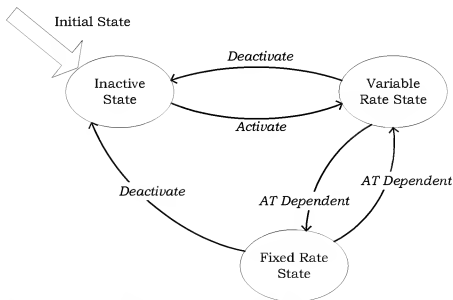 Initial State
Deactivate
Inactive
State
Variable
Rate State
Activate
Deactivate
AT Dependent
AT Dependent
Fixed Rate
State